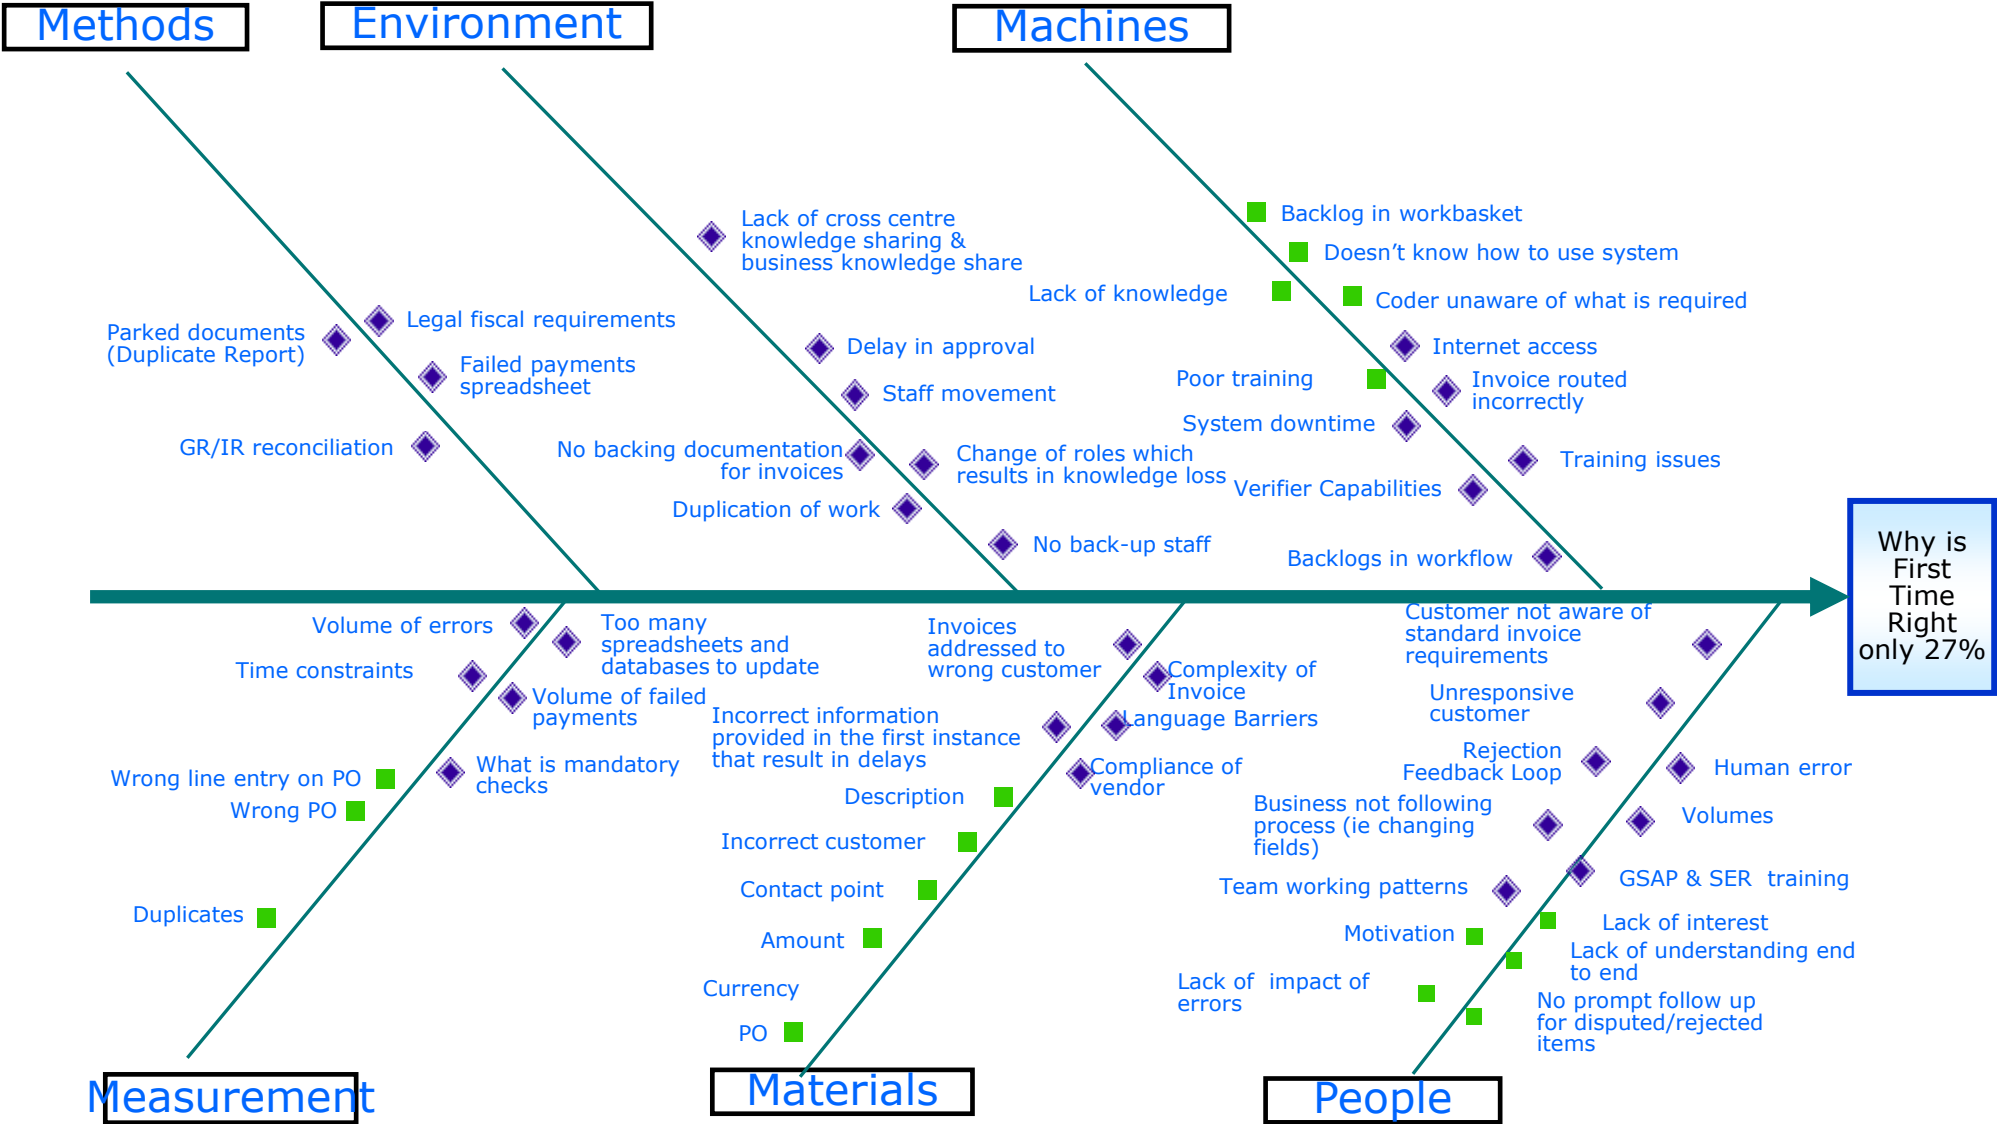 Methods
Environment
Machines
Lack of cross centre
knowledge sharing &
business knowledge share
Backlog in workbasket
Doesn’t know how to use system
Lack of knowledge
Coder unaware of what is required
Parked documents
(Duplicate Report)
Legal fiscal requirements
Failed payments
spreadsheet
GR/IR reconciliation
Delay in approval
Staff movement
No backing documentation
for invoices
Change of roles which
results in knowledge loss
Duplication of work
No back-up staff
Internet access
Poor training
Invoice routed
incorrectly
System downtime
Training issues
Verifier Capabilities
Backlogs in workflow
Why is
First
Time
Right
only 27%
Volume of errors
Too many
spreadsheets and
databases to update
Time constraints
Volume of failed
payments
What is mandatory
checks
Wrong line entry on PO
Wrong PO
Duplicates
Invoices
addressed to
wrong customer
Complexity of
Invoice
Incorrect information
provided in the first instance
that result in delays
Language Barriers
Compliance of
vendor
Description
Incorrect customer
Contact point
Amount
Currency
PO
Customer not aware of
standard invoice
requirements
Unresponsive
customer
Rejection
Feedback Loop
Human error
Business not following
process (ie changing
fields)
Volumes
Team working patterns
GSAP & SER  training
Motivation
Lack of interest
Lack of understanding end
to end
Lack of  impact of
errors
No prompt follow up
for disputed/rejected
items
Measurement
Materials
People